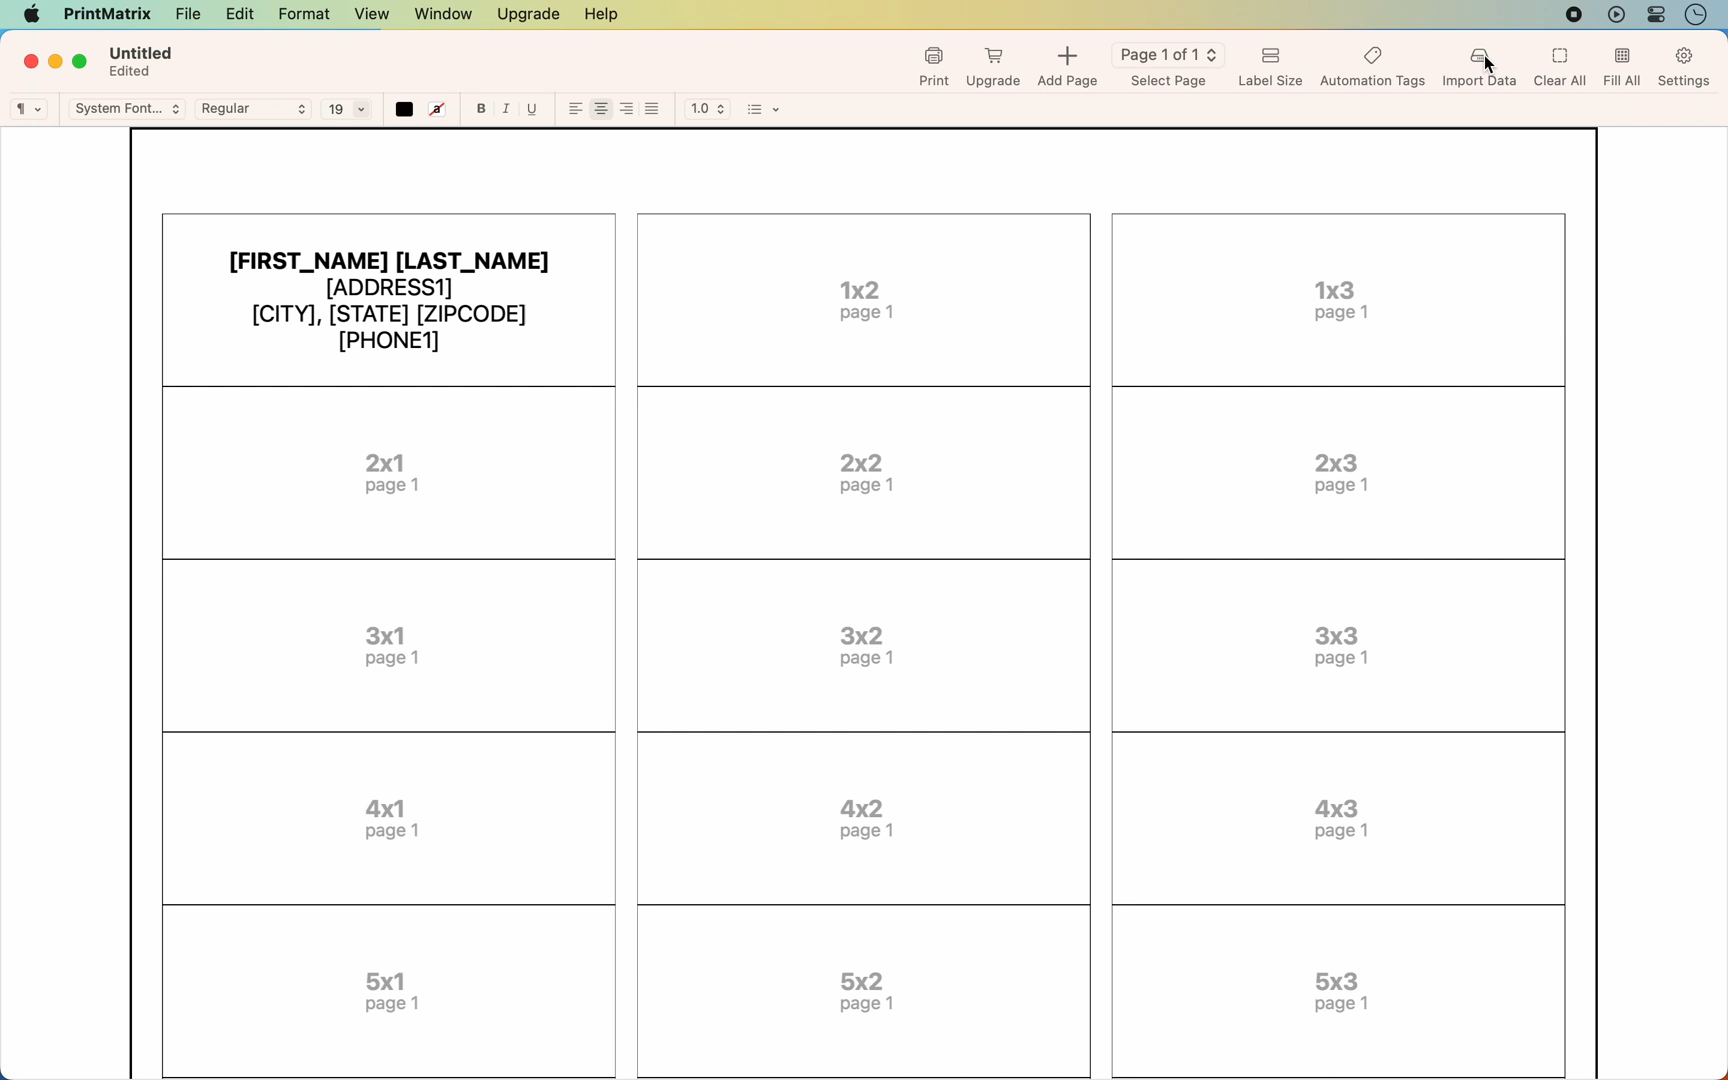 PrintMatrix File Edit Format View Window Upgrade Help
Untitled
Edited
Page 1 of 1
Print Upgrade Add Page Select Page Label Size Automation Tags Import Data Clear All Fill All Settings
¶ System Font... Regular 19 a B I U 1.0
[FIRST_NAME] [LAST_NAME]
[ADDRESS1]
[CITY], [STATE] [ZIPCODE]
[PHONE1]
1x2
page 1
1x3
page 1
2x1
page 1
2x2
page 1
2x3
page 1
3x1
page 1
3x2
page 1
3x3
page 1
4x1
page 1
4x2
page 1
4x3
page 1
5x1
page 1
5x2
page 1
5x3
page 1